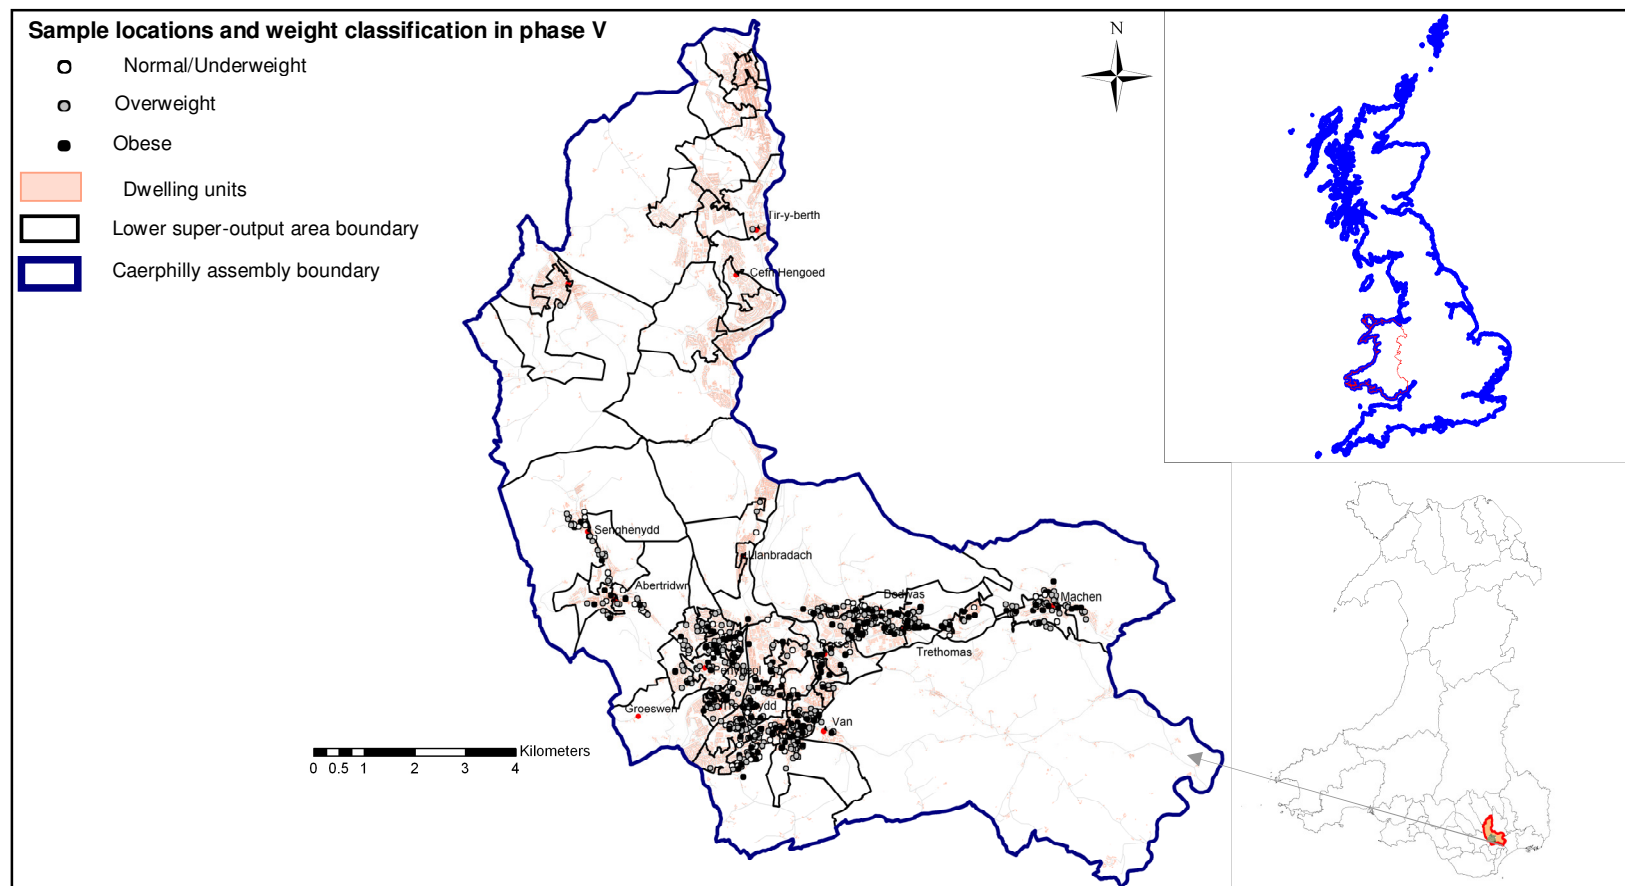 Sample locations and weight classification in phase V
Normal/Underweight
Overweight
Obese
Dwelling units
Lower super-output area boundary
Caerphilly assembly boundary
N
Tir-y-berth
Cefn Hengoed
Senghenydd
Llanbradach
Abertridwr
Machen
Trethomas
Groeswen
Van
Kilometers
0 0.5 1 2 3 4